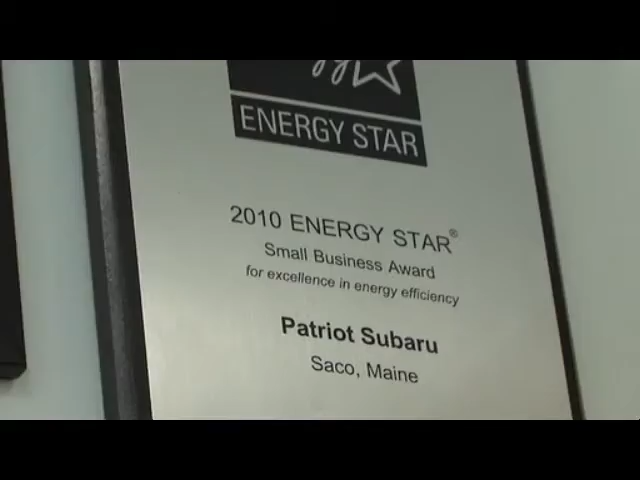 ENERGY STAR
2010 ENERGY STAR®
Small Business Award
for excellence in energy efficiency
Patriot Subaru
Saco, Maine